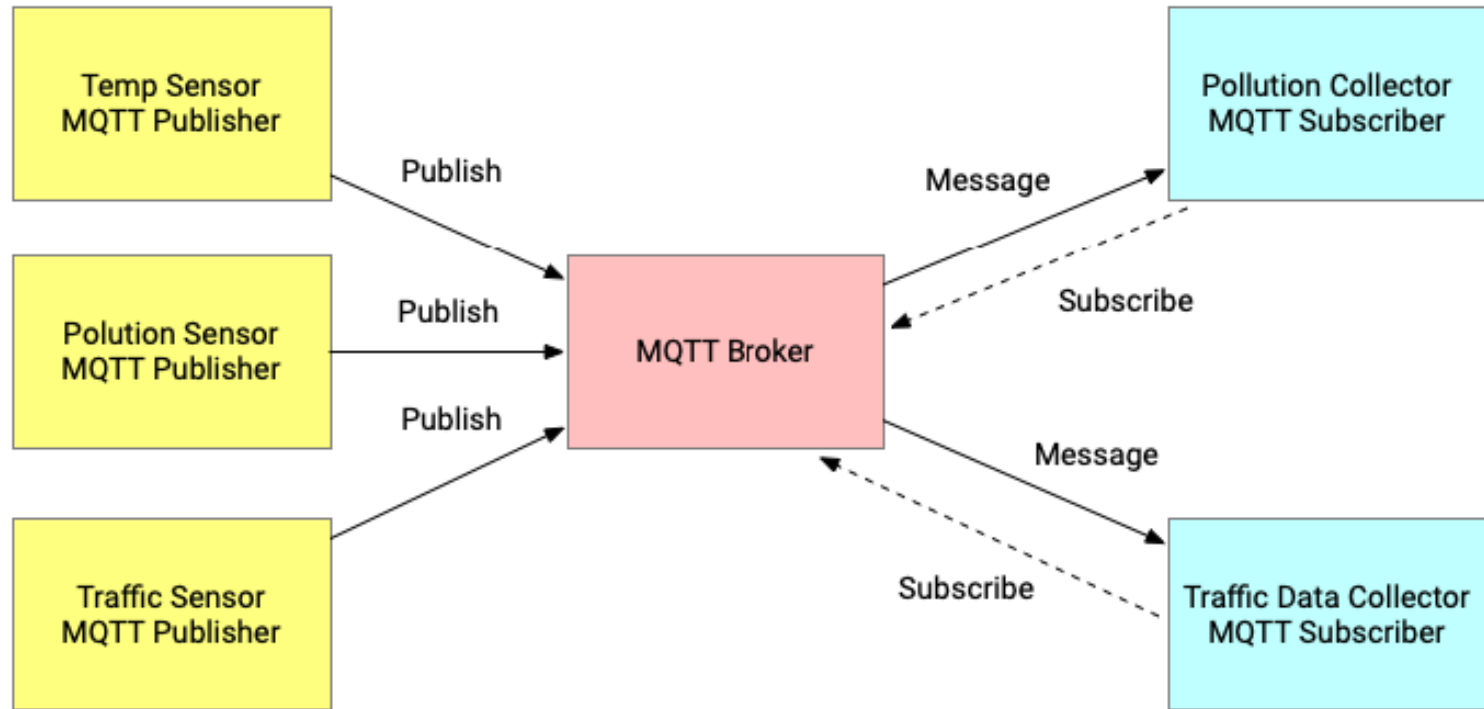 Temp Sensor
MQTT Publisher
Publish
Polution Sensor
MQTT Publisher
Publish
Traffic Sensor
MQTT Publisher
Publish
MQTT Broker
Message
Subscribe
Pollution Collector
MQTT Subscriber
Message
Subscribe
Traffic Data Collector
MQTT Subscriber